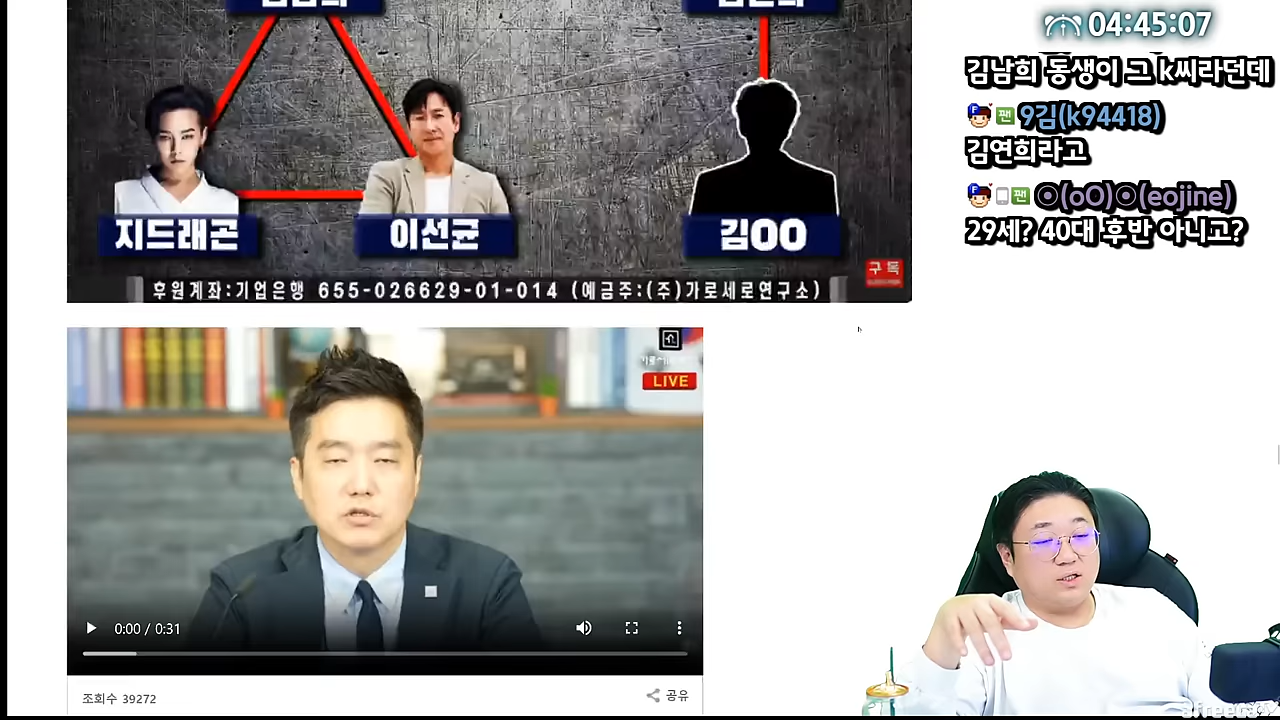 04:45:07
김남희 동생이 그 k씨라던데
9김(k94418)
김연희라고
ʘ(oO)ʘ(eojine)
29세? 40대 후반 아니고?
지드래곤
이선균
김OO
구독
후원계좌:기업은행 655-026629-01-014 (예금주:(주)가로세로연구소)
LIVE
0:00 / 0:31
조회수 39272
공유
afreeca